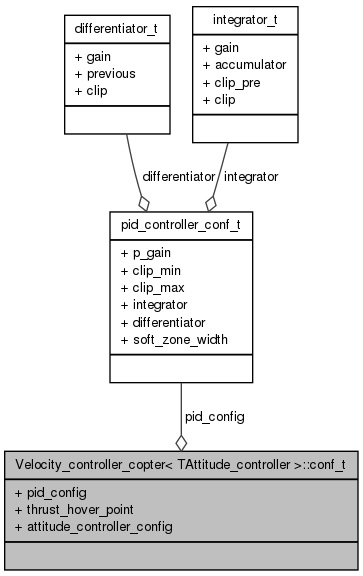 differentiator_t
+ gain
+ previous
+ clip
integrator_t
+ gain
+ accumulator
+ clip_pre
+ clip
differentiator
integrator
pid_controller_conf_t
+ p_gain
+ clip_min
+ clip_max
+ integrator
+ differentiator
+ soft_zone_width
pid_config
Velocity_controller_copter< TAttitude_controller >::conf_t
+ pid_config
+ thrust_hover_point
+ attitude_controller_config